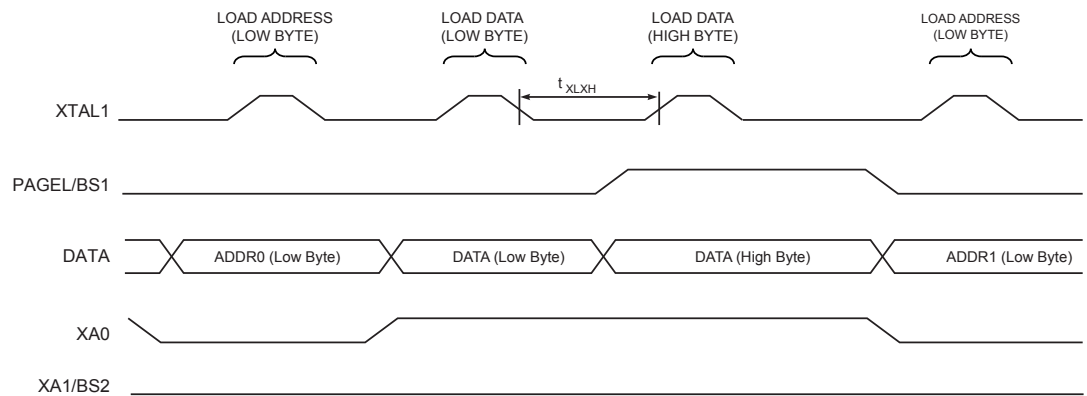 LOAD ADDRESS
(LOW BYTE)
LOAD DATA
(LOW BYTE)
LOAD DATA
(HIGH BYTE)
LOAD ADDRESS
(LOW BYTE)
t XLXH
XTAL1
PAGEL/BS1
DATA
ADDR0 (Low Byte)
DATA (Low Byte)
DATA (High Byte)
ADDR1 (Low Byte)
XA0
XA1/BS2